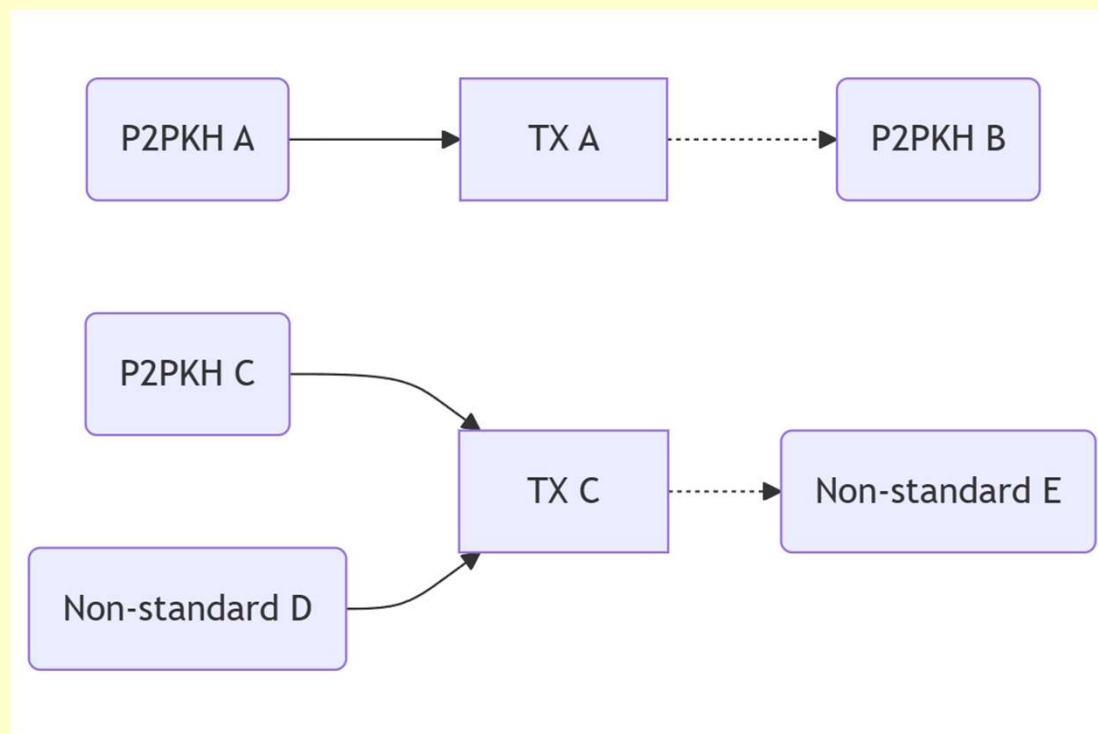 P2PKH A
TX A
P2PKH B
P2PKH C
TX C
Non-standard E
Non-standard D